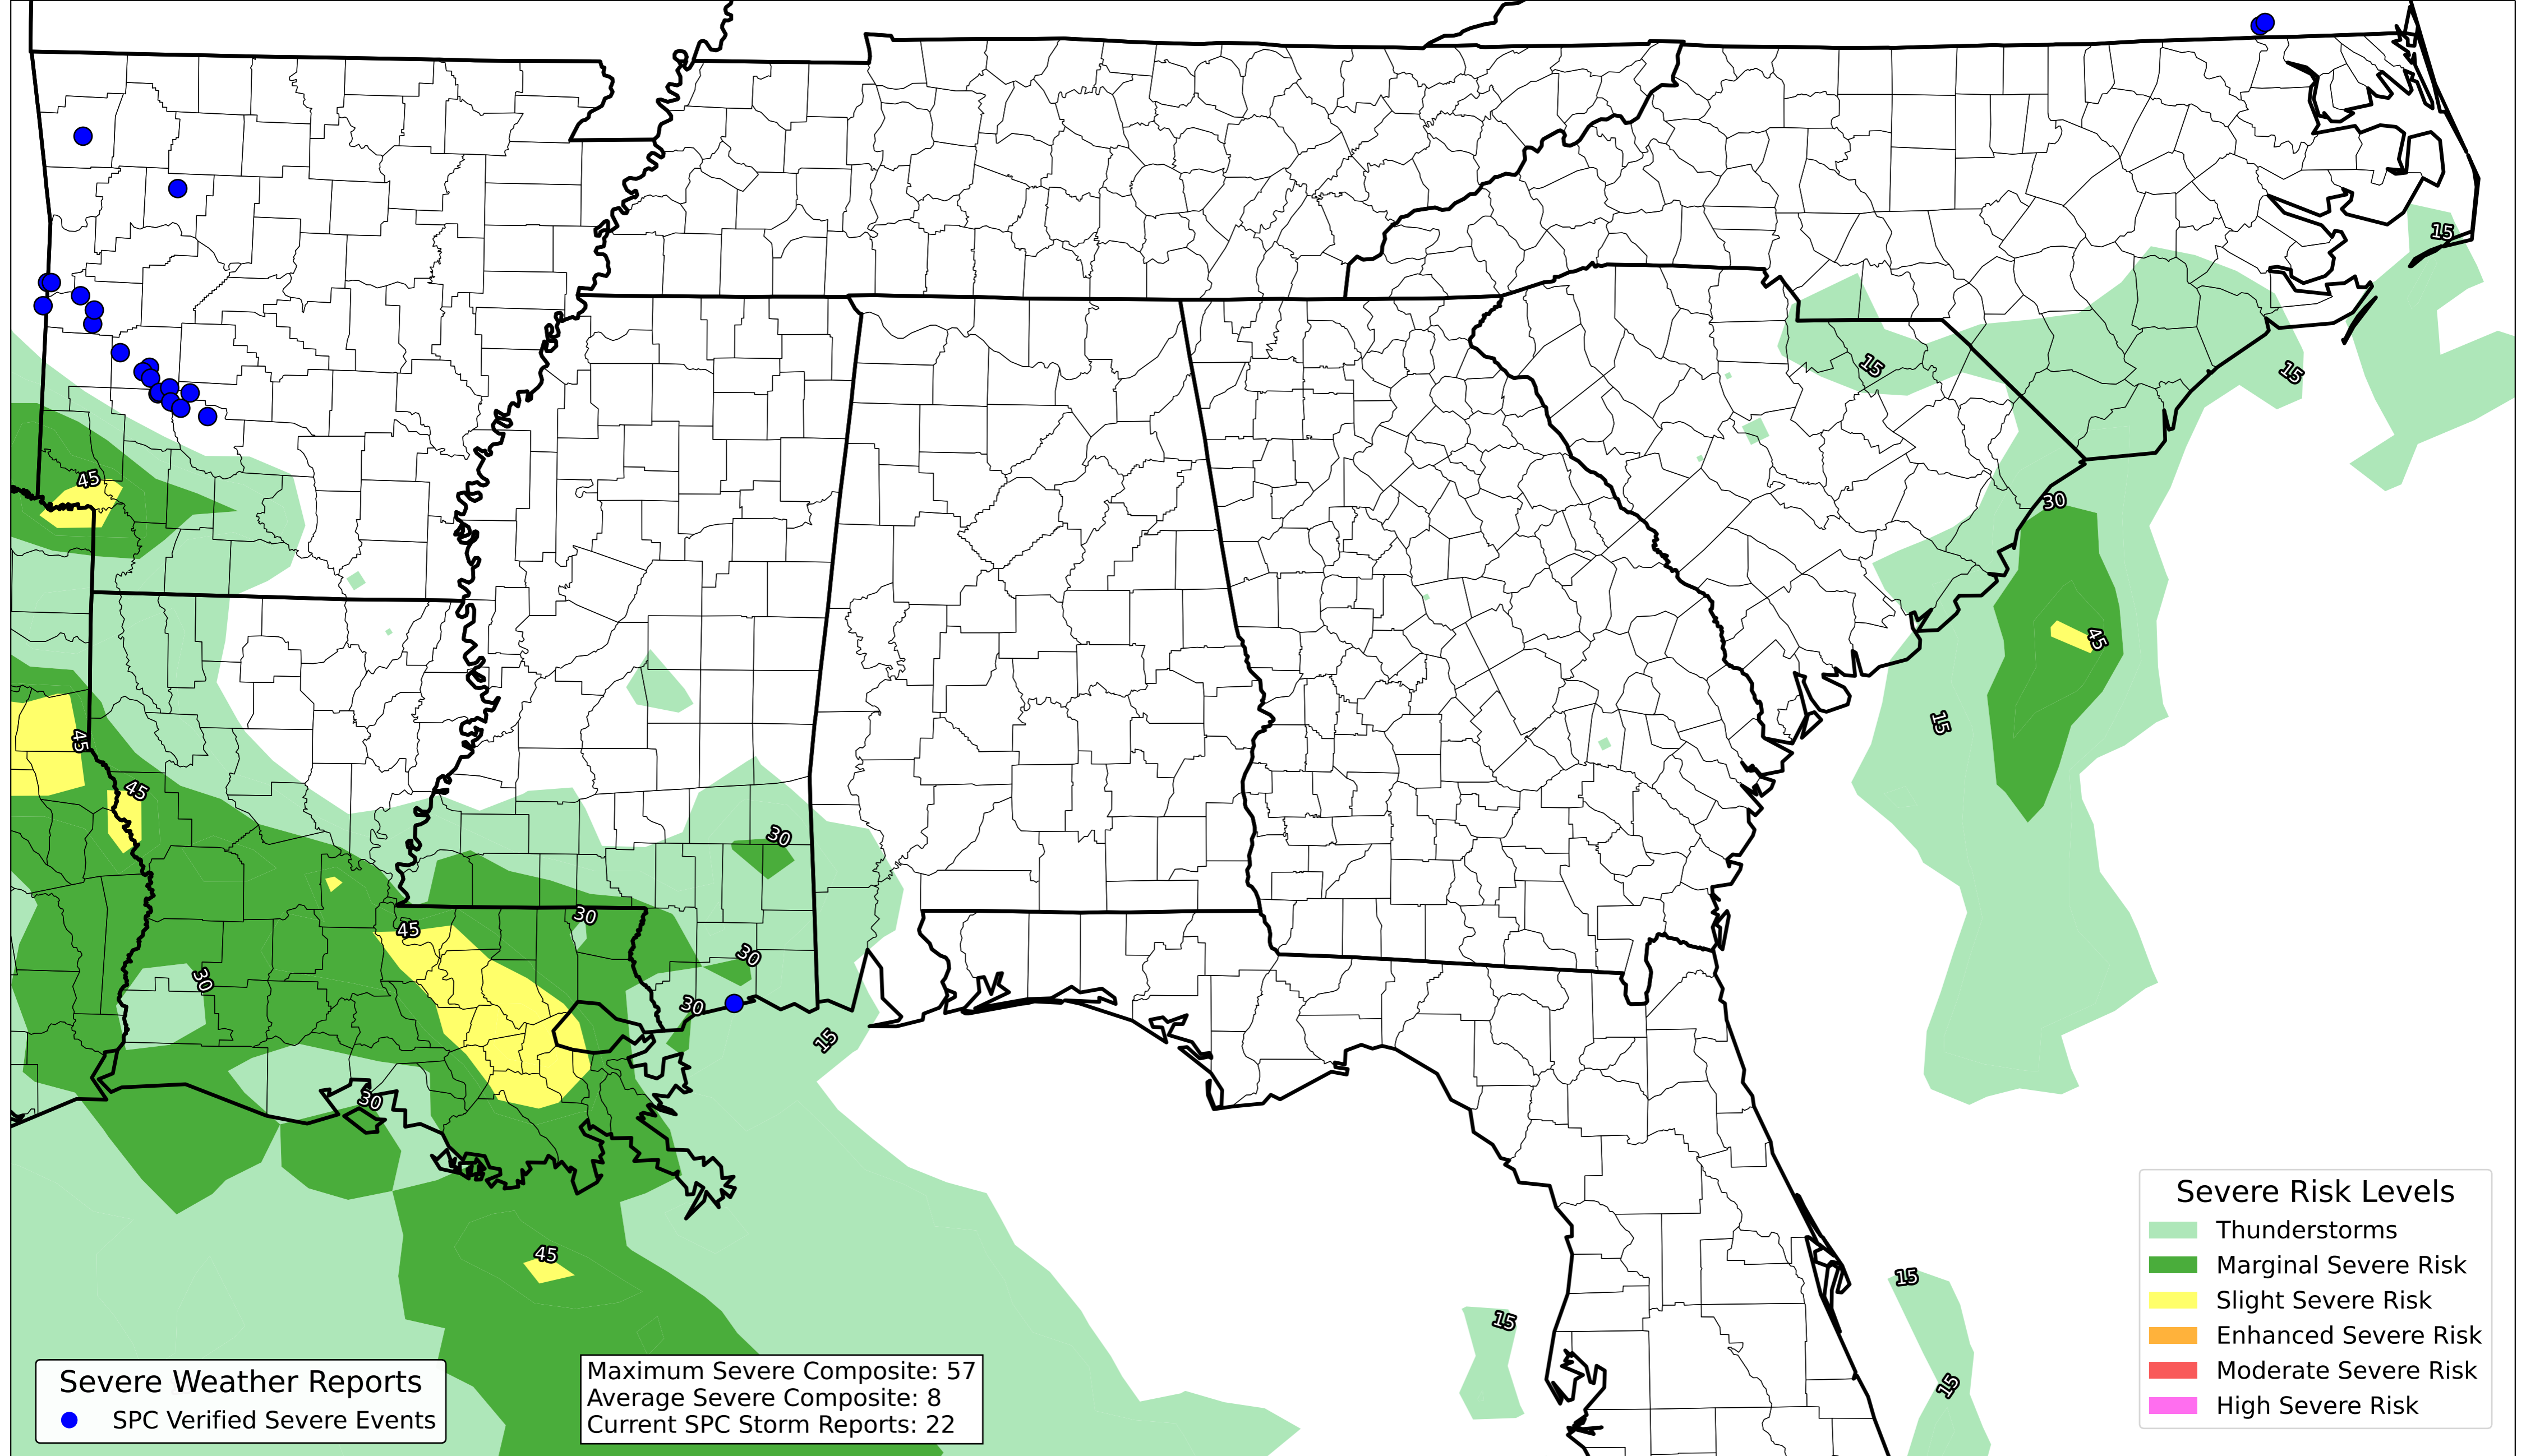 15
15
15
45
30
45
15
45
45
30
45
30
30
30
30
15
30
45
15
15
15
Severe Weather Reports
SPC Verified Severe Events
Maximum Severe Composite: 57
Average Severe Composite: 8
Current SPC Storm Reports: 22
Severe Risk Levels
Thunderstorms
Marginal Severe Risk
Slight Severe Risk
Enhanced Severe Risk
Moderate Severe Risk
High Severe Risk